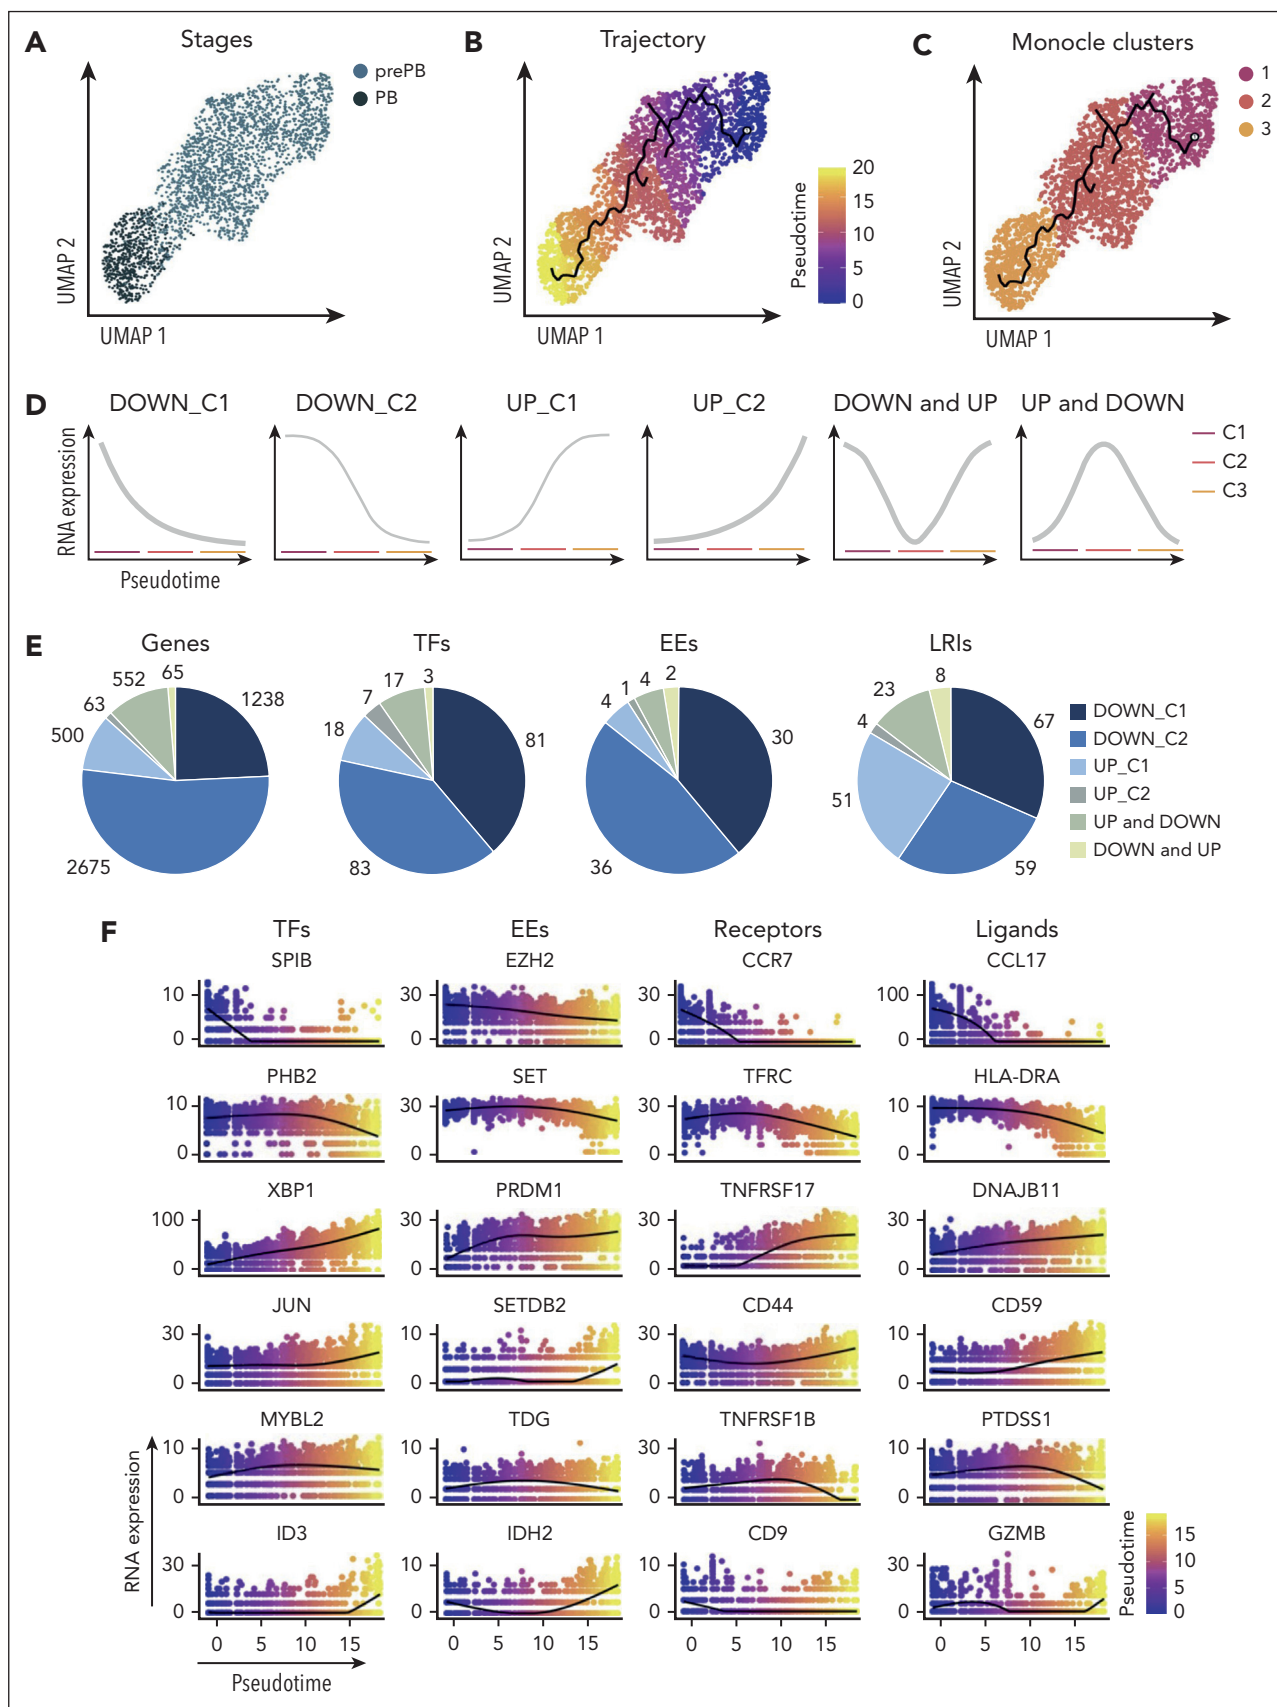 A
Stages
prePB
PB
UMAP 2
UMAP 1
B
Trajectory
Pseudotime
20
15
10
5
0
UMAP 2
UMAP 1
C
Monocle clusters
1
2
3
UMAP 2
UMAP 1
D
DOWN_C1
DOWN_C2
UP_C1
UP_C2
DOWN and UP
UP and DOWN
RNA expression
Pseudotime
C1
C2
C3
E
Genes
65
552
63
500
1238
2675
TFs
3
17
7
18
81
83
EEs
2
4
1
4
30
36
LRIs
8
23
4
51
67
59
DOWN_C1
DOWN_C2
UP_C1
UP_C2
UP and DOWN
DOWN and UP
F
TFs
EEs
Receptors
Ligands
SPIB
EZH2
CCR7
CCL17
10
0
30
0
30
0
100
0
PHB2
SET
TFRC
HLA-DRA
10
0
30
0
30
0
10
0
XBP1
PRDM1
TNFRSF17
DNAJB11
100
0
30
0
30
0
30
0
JUN
SETDB2
CD44
CD59
30
0
10
0
30
0
10
0
MYBL2
TDG
TNFRSF1B
PTDSS1
10
0
10
0
30
0
10
0
ID3
IDH2
CD9
GZMB
30
0
10
0
10
0
30
0
0 5 10 15
0 5 10 15
0 5 10 15
0 5 10 15
RNA expression
Pseudotime
Pseudotime
15
10
5
0